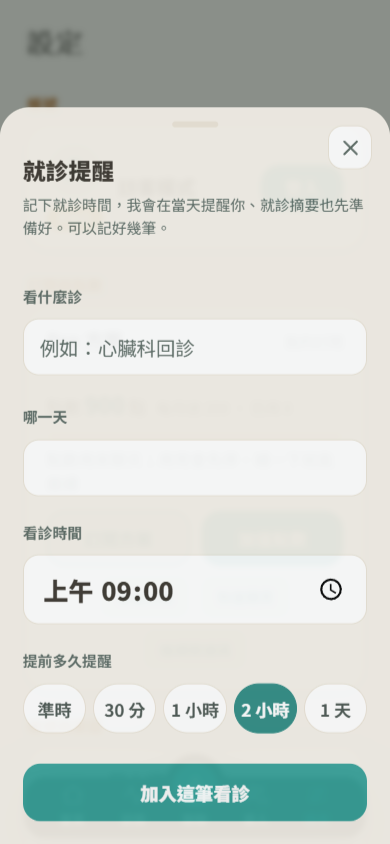 設定
就診提醒
記下就診時間，我會在當天提醒你、就診摘要也先準
備好。可以記好幾筆。
看什麼診
例如：心臟科回診
哪一天
看診時間
上午 09:00
提前多久提醒
準時
30 分
1 小時
2 小時
1 天
加入這筆看診